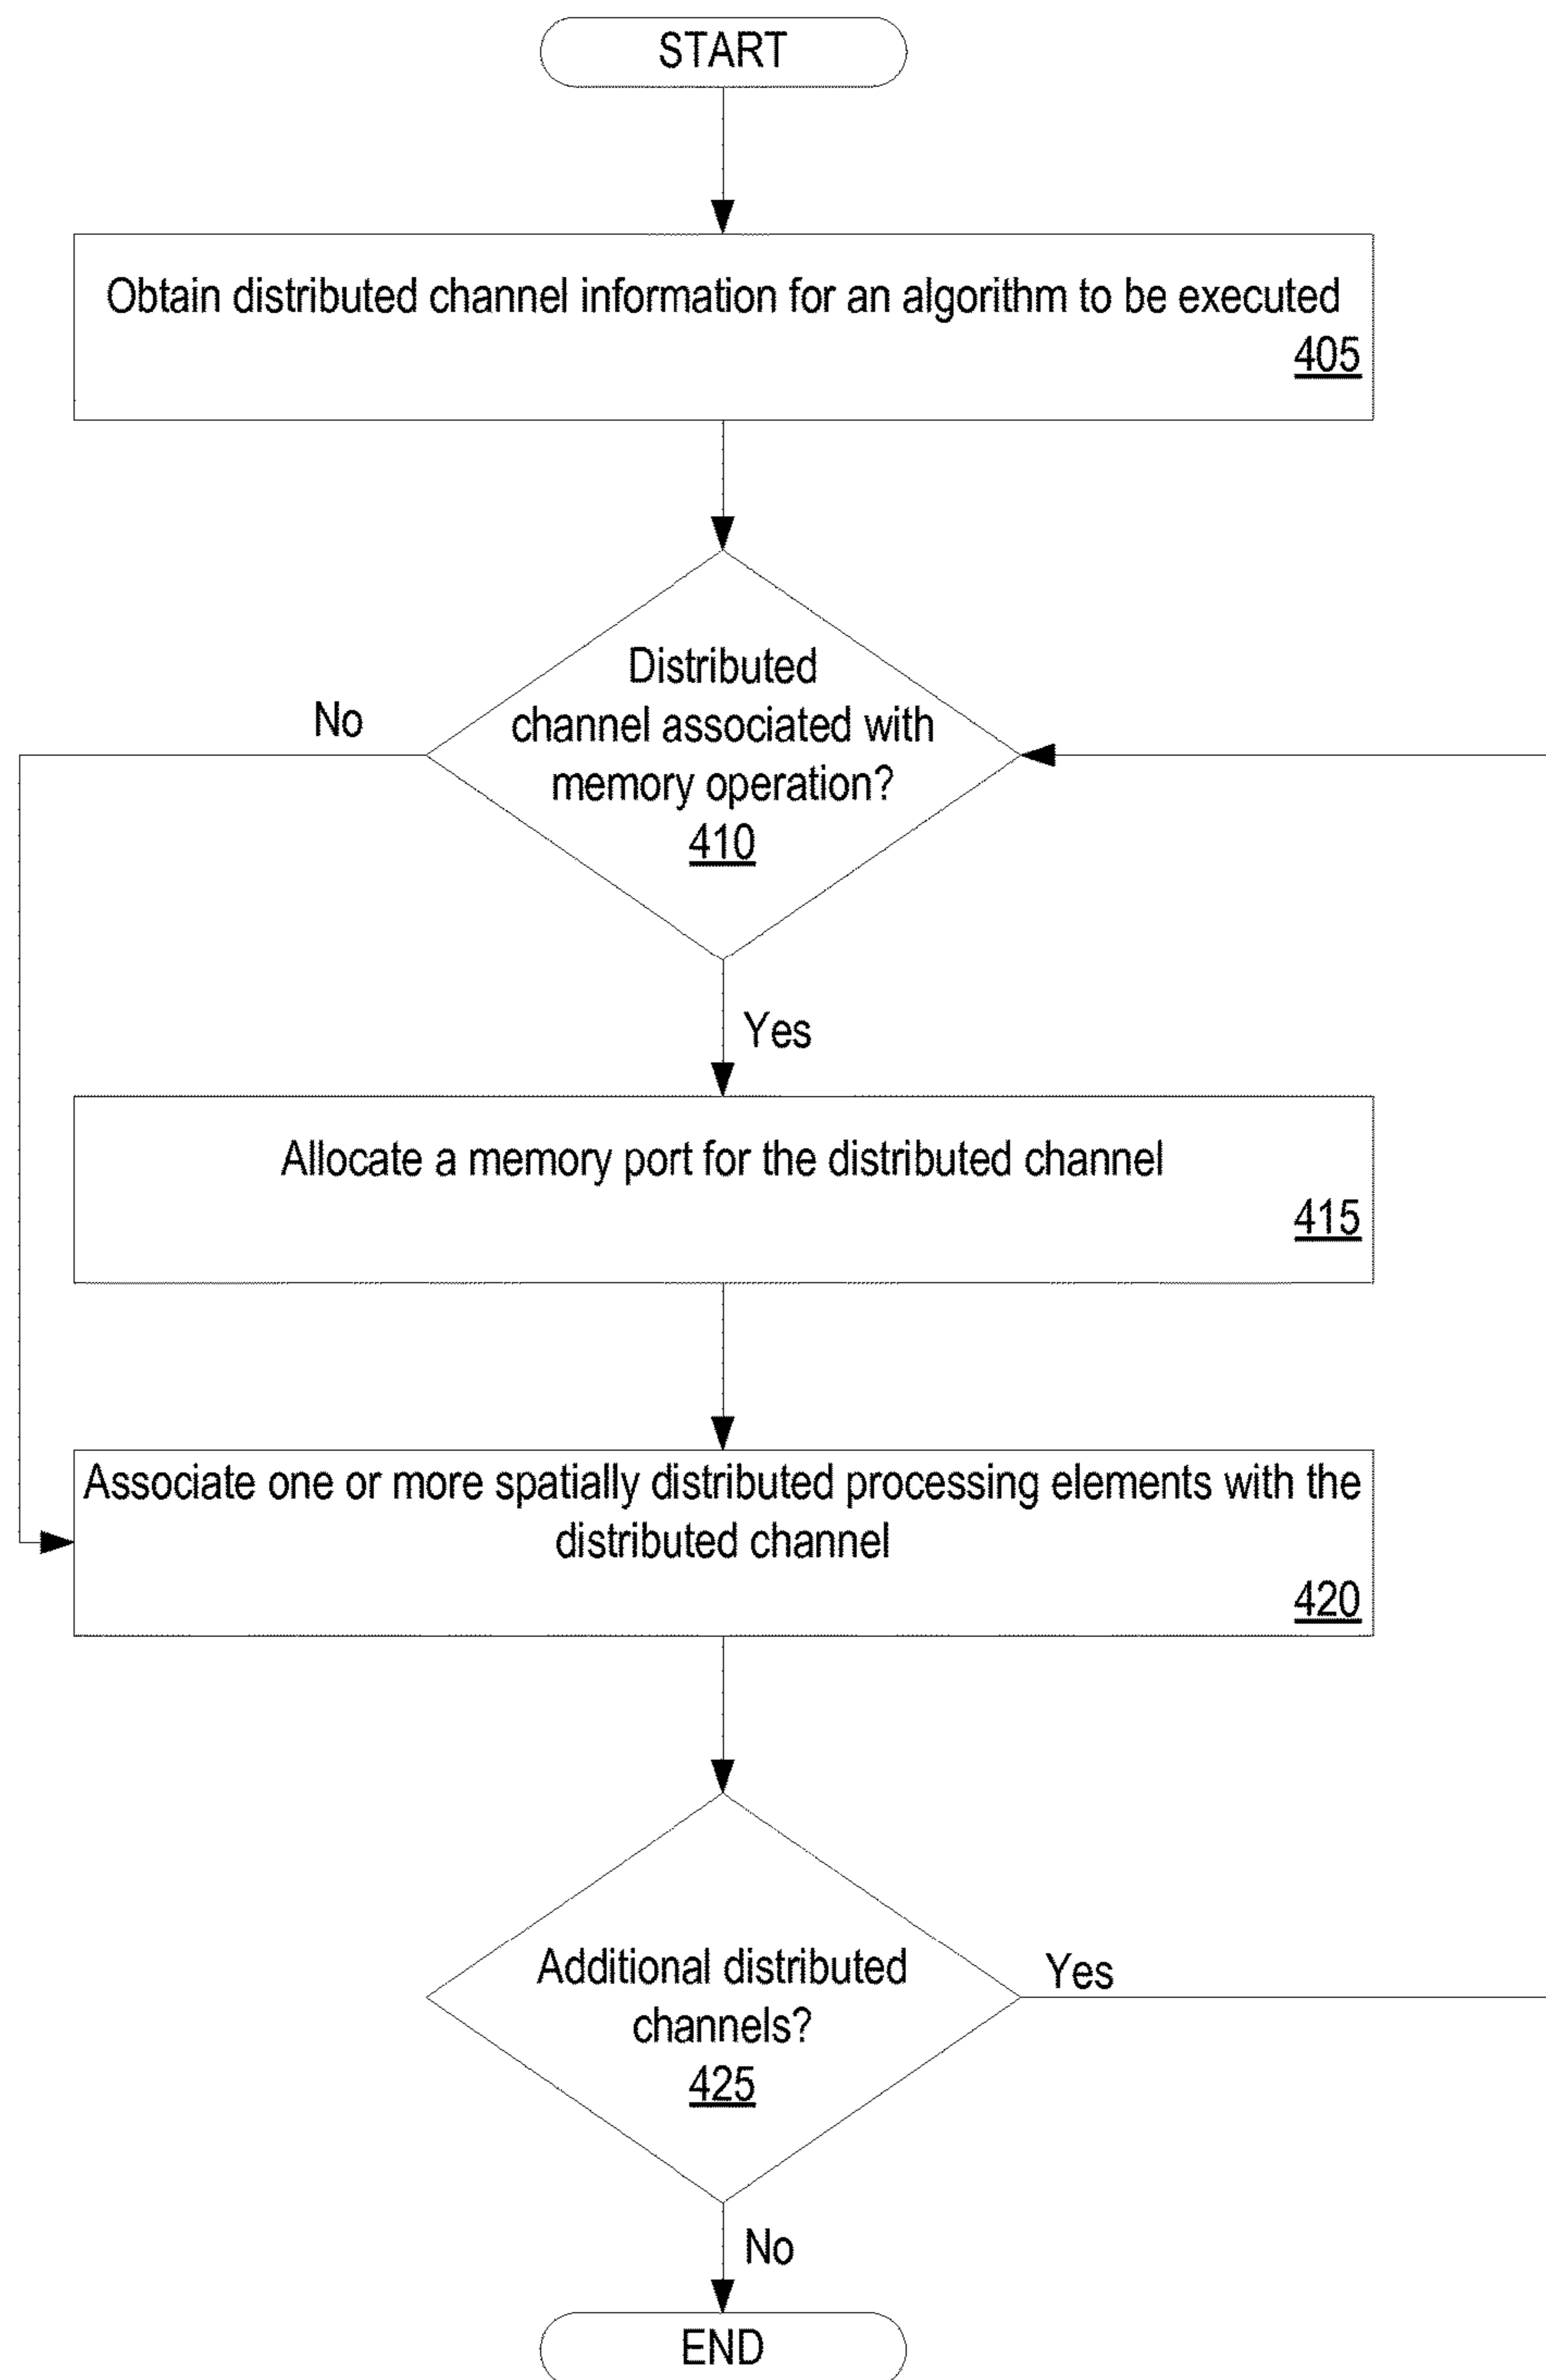 START
Obtain distributed channel information for an algorithm to be executed
405
Distributed
channel associated with
memory operation?
410
No
Yes
Allocate a memory port for the distributed channel
415
Associate one or more spatially distributed processing elements with the
distributed channel
420
Additional distributed
channels?
425
Yes
No
END